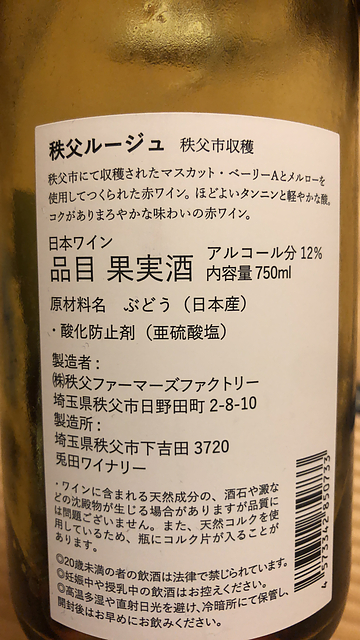 秩父ルージュ 秩父市収穫
秩父市にて収穫されたマスカット・ベーリーAとメルローを
使用してつくられた赤ワイン。ほどよいタンニンと軽やかな酸。
コクがありまろやかな味わいの赤ワイン。
日本ワイン
品目 果実酒 アルコール分 12%
内容量 750ml
原材料名 ぶどう（日本産）
・酸化防止剤（亜硫酸塩）
製造者：
㈱秩父ファーマーズファクトリー
埼玉県秩父市日野田町 2-8-10
製造所：
埼玉県秩父市下吉田 3720
兎田ワイナリー
・ワインに含まれる天然成分の、酒石や澱な
どの沈殿物が生じる場合がありますが品質に
は問題ございません。また、天然コルクを使
用しているため、瓶にコルク片が入ることが
あります。
◎20歳未満の者の飲酒は法律で禁じられています。
◎妊娠中や授乳中の飲酒はお控えください。
◎高温多湿や直射日光を避け、冷暗所にて保管し、
開封後はお早めにお飲みください。
4 573342 850733